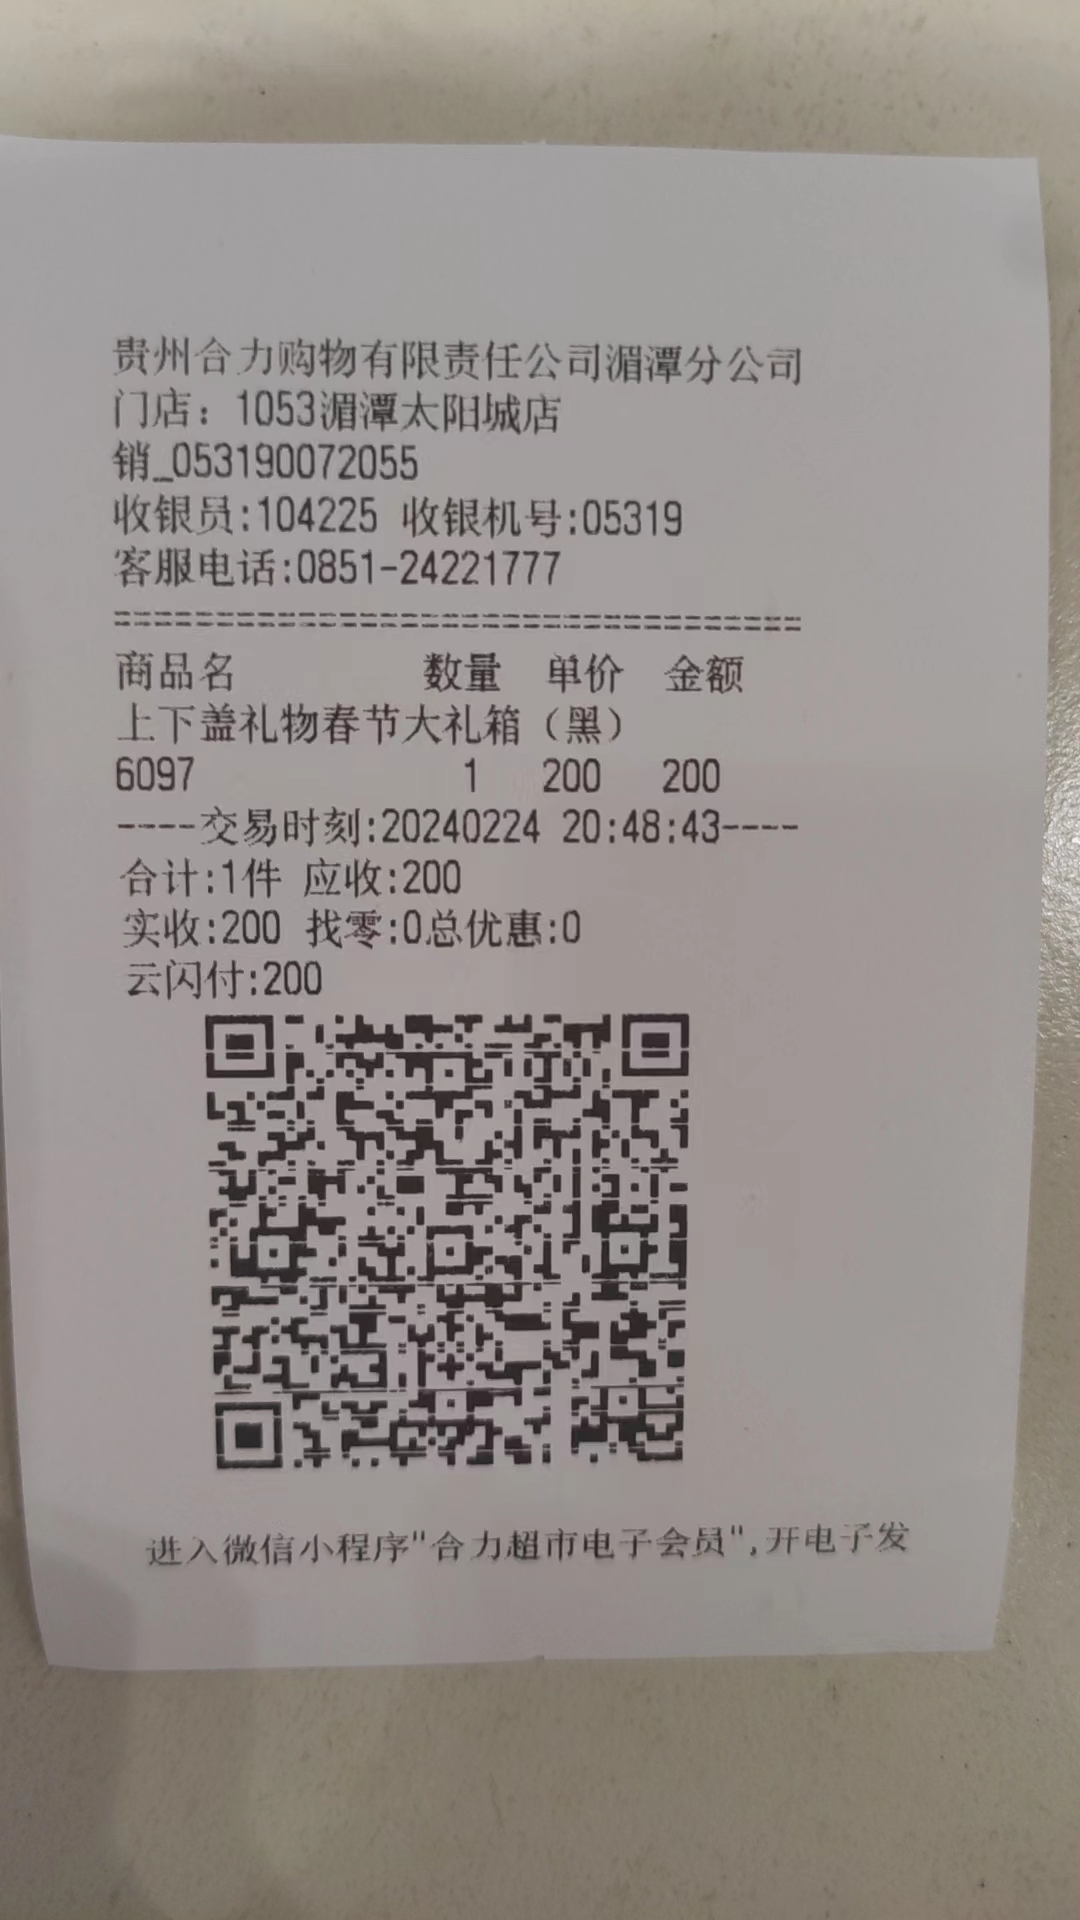 贵州合力购物有限责任公司湄潭分公司
门店：1053湄潭太阳城店
销_053190072055
收银员:104225 收银机号:05319
客服电话:0851-24221777
==================================
商品名 数量 单价 金额
上下盖礼物春节大礼箱（黑）
6097 1 200 200
----交易时刻:20240224 20:48:43----
合计:1件 应收:200
实收:200 找零:0总优惠:0
云闪付:200
进入微信小程序"合力超市电子会员",开电子发